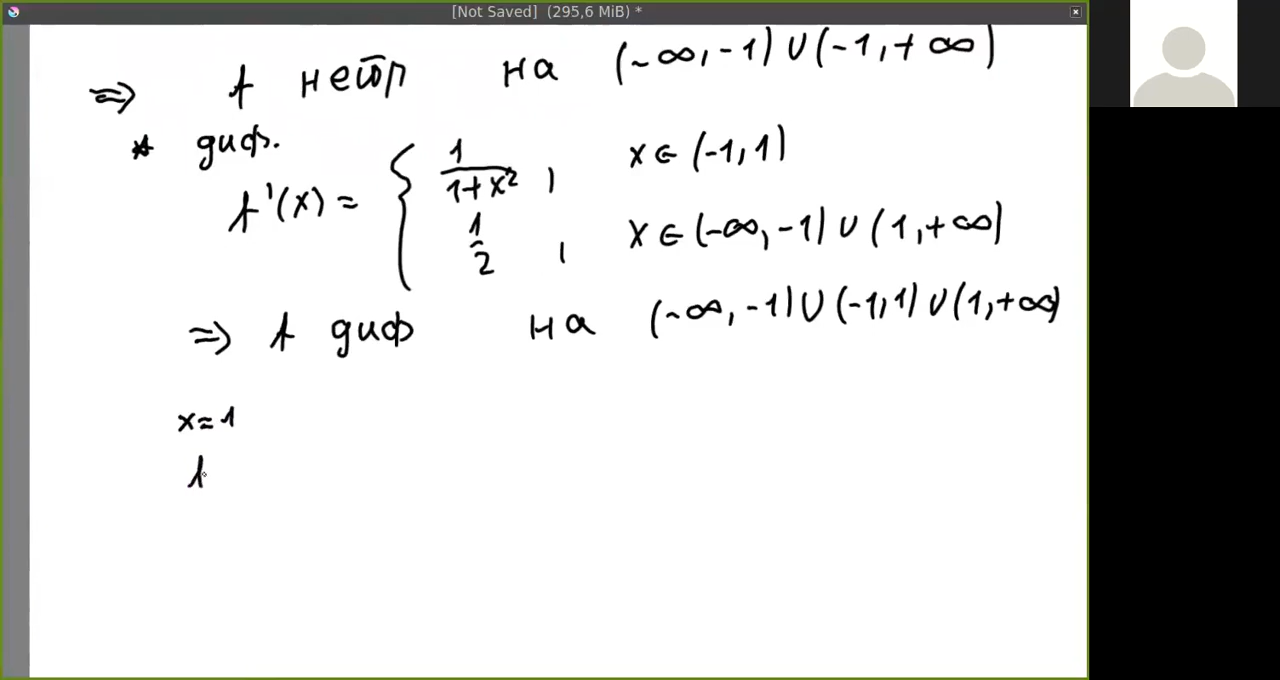 [Not Saved] (295,6 MiB) *
⇒ f непр на (-∞, -1) ∪ (-1, +∞)
* диф.
f'(x) = { 1/(1+x²), x ∈ (-1, 1)
1/2, x ∈ (-∞, -1) ∪ (1, +∞)
⇒ f диф на (-∞, -1) ∪ (-1, 1) ∪ (1, +∞)
x = 1
f